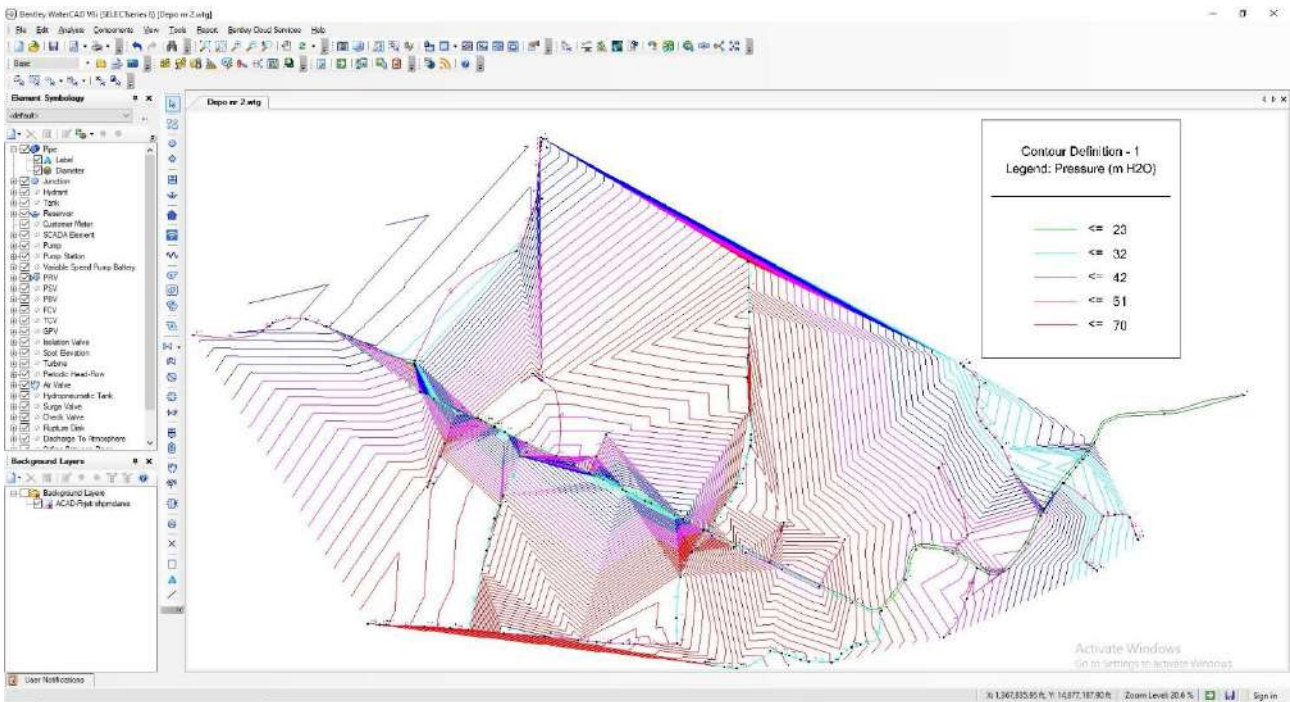 Bentley WaterCAD V8i (SELECTseries 6) [Depo nr 2.wtg]
File Edit Analysis Components View Tools Report Bentley Cloud Services Help
Base
Element Symbology
<default>
Pipe
Label
Diameter
Junction
Hydrant
Tank
Reservoir
Customer Meter
SCADA Element
Pump
Pump Station
Variable Speed Pump Battery
PRV
PSV
PBV
FCV
TCV
GPV
Isolation Valve
Spot Elevation
Turbine
Periodic Head-Flow
Air Valve
Hydropneumatic Tank
Surge Valve
Check Valve
Rupture Disk
Discharge To Atmosphere
Background Layers
Background Layers
User Notifications
Depo nr 2.wtg
Contour Definition - 1
Legend: Pressure (m H2O)
<= 23
<= 32
<= 42
<= 51
<= 70
Activate Windows
Go to Settings to activate Windows.
Zoom Level: 20.6 %
Sign in